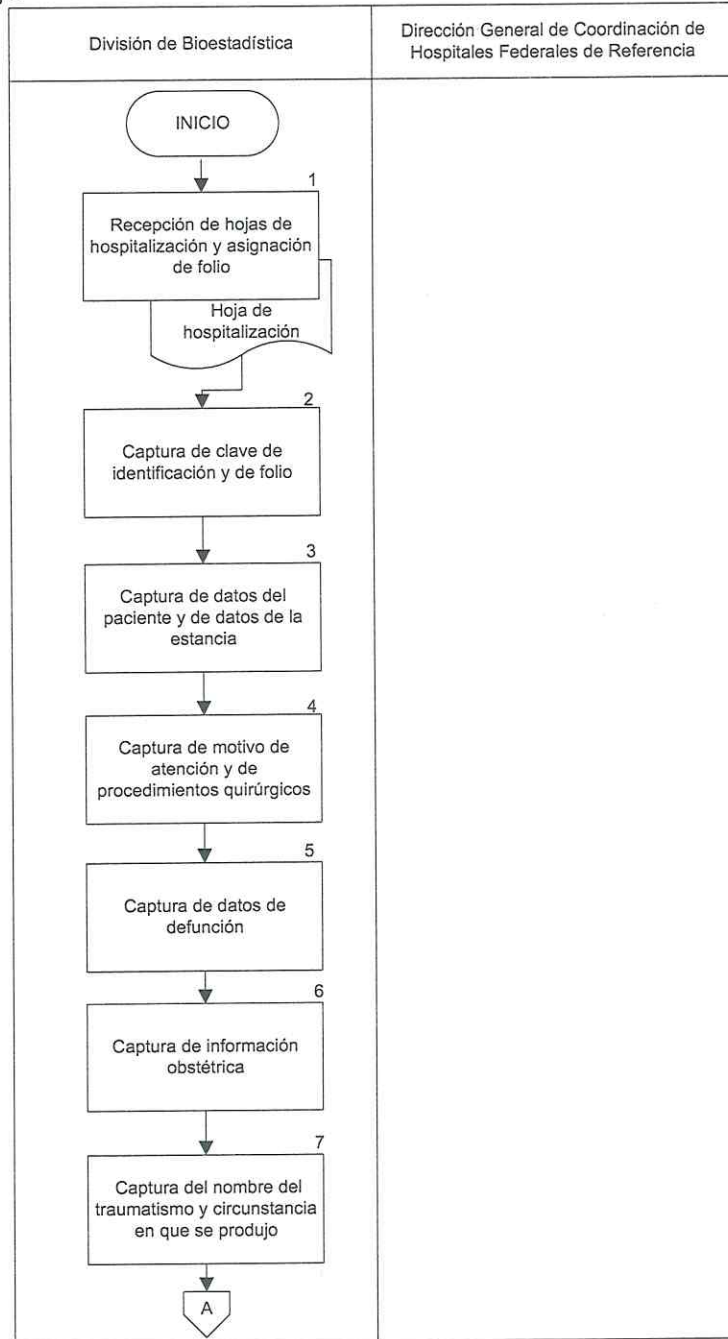 División de Bioestadística
Dirección General de Coordinación de
Hospitales Federales de Referencia
INICIO
1
Recepción de hojas de
hospitalización y asignación
de folio
Hoja de
hospitalización
2
Captura de clave de
identificación y de folio
3
Captura de datos del
paciente y de datos de la
estancia
4
Captura de motivo de
atención y de
procedimientos quirúrgicos
5
Captura de datos de
defunción
6
Captura de información
obstétrica
7
Captura del nombre del
traumatismo y circunstancia
en que se produjo
A